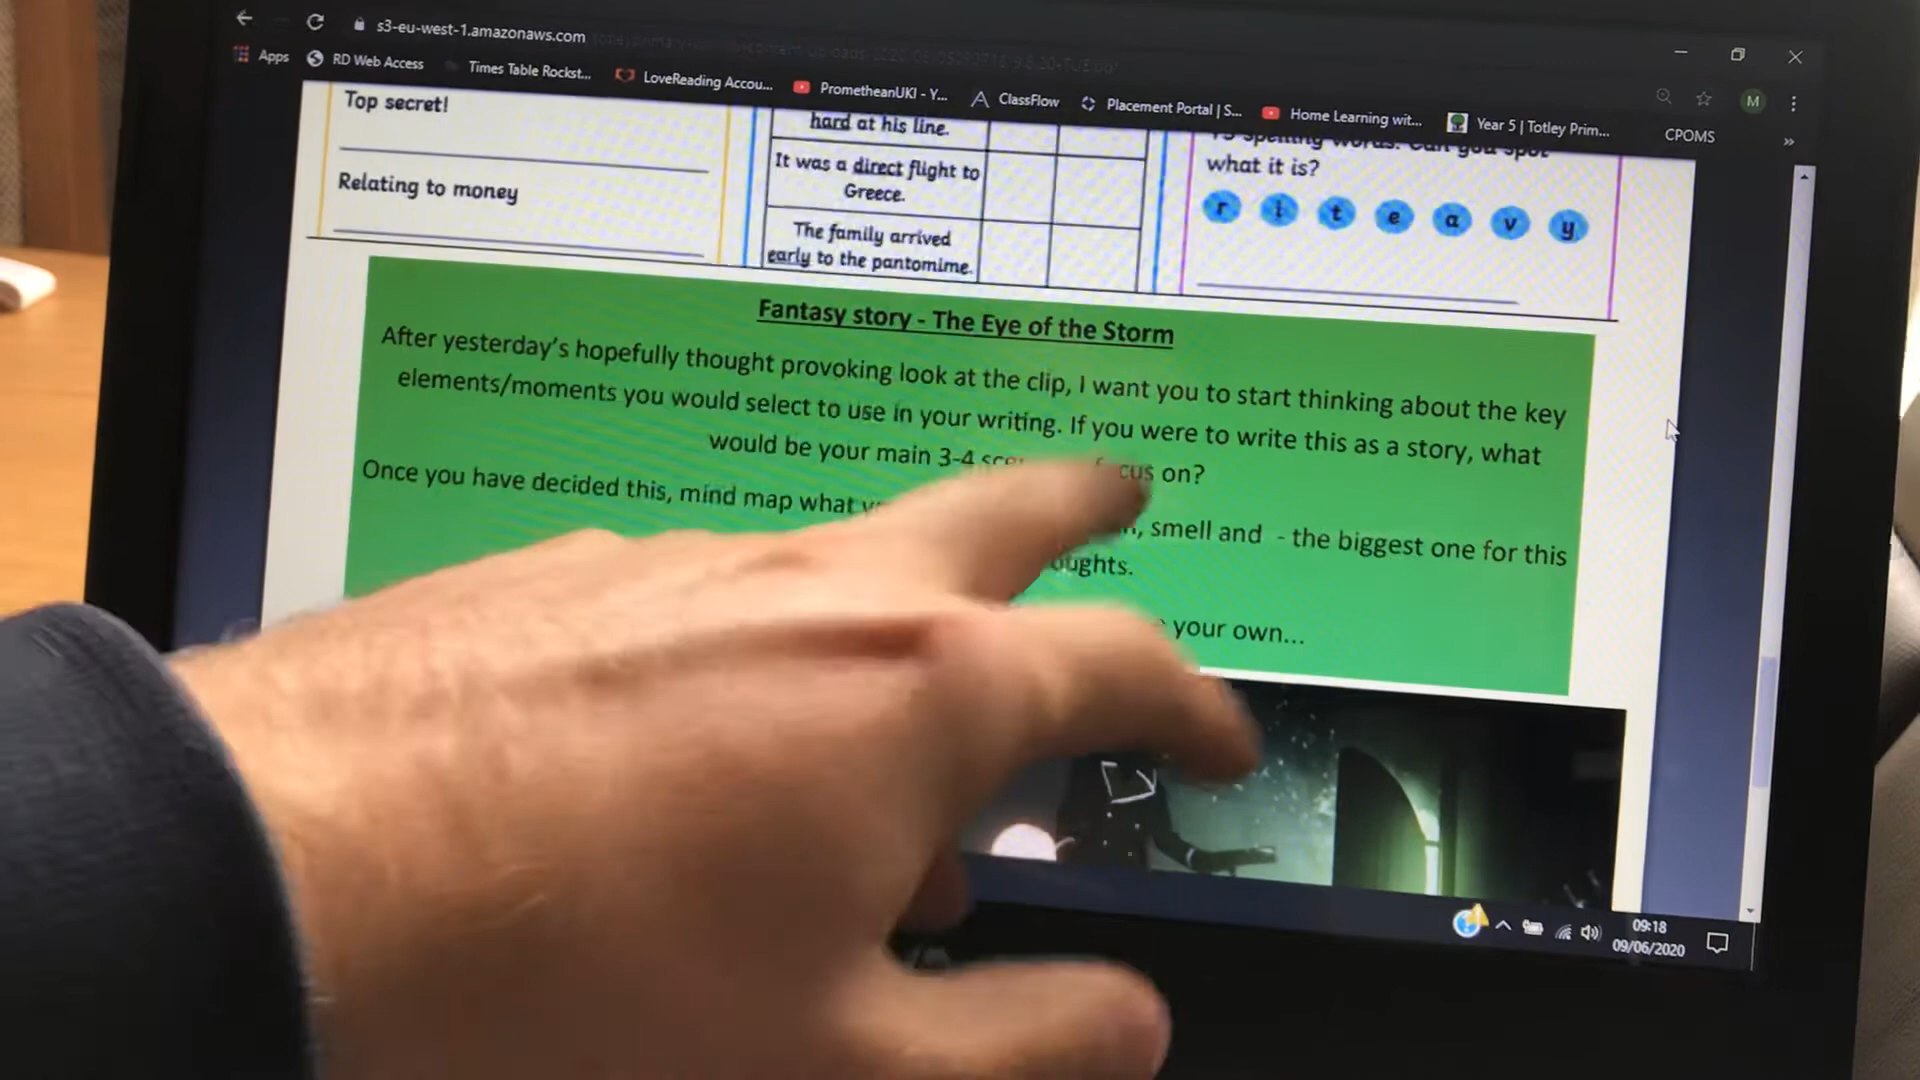 s3-eu-west-1.amazonaws.com
Apps RD Web Access Times Table Rockst... LoveReading Accou... PrometheanUKI - Y... ClassFlow Placement Portal | S... Home Learning wit... Year 5 | Totley Prim... CPOMS »
M
Top secret!
Relating to money
hard at his line.
It was a direct flight to
Greece.
The family arrived
early to the pantomime.
spelling words. Can you spot
what it is?
r i t e a v y
Fantasy story - The Eye of the Storm
After yesterday's hopefully thought provoking look at the clip, I want you to start thinking about the key
elements/moments you would select to use in your writing. If you were to write this as a story, what
would be your main 3-4 on?
Once you have decided this, mind map what smell and - the biggest one for this
your own...
09:18
09/06/2020